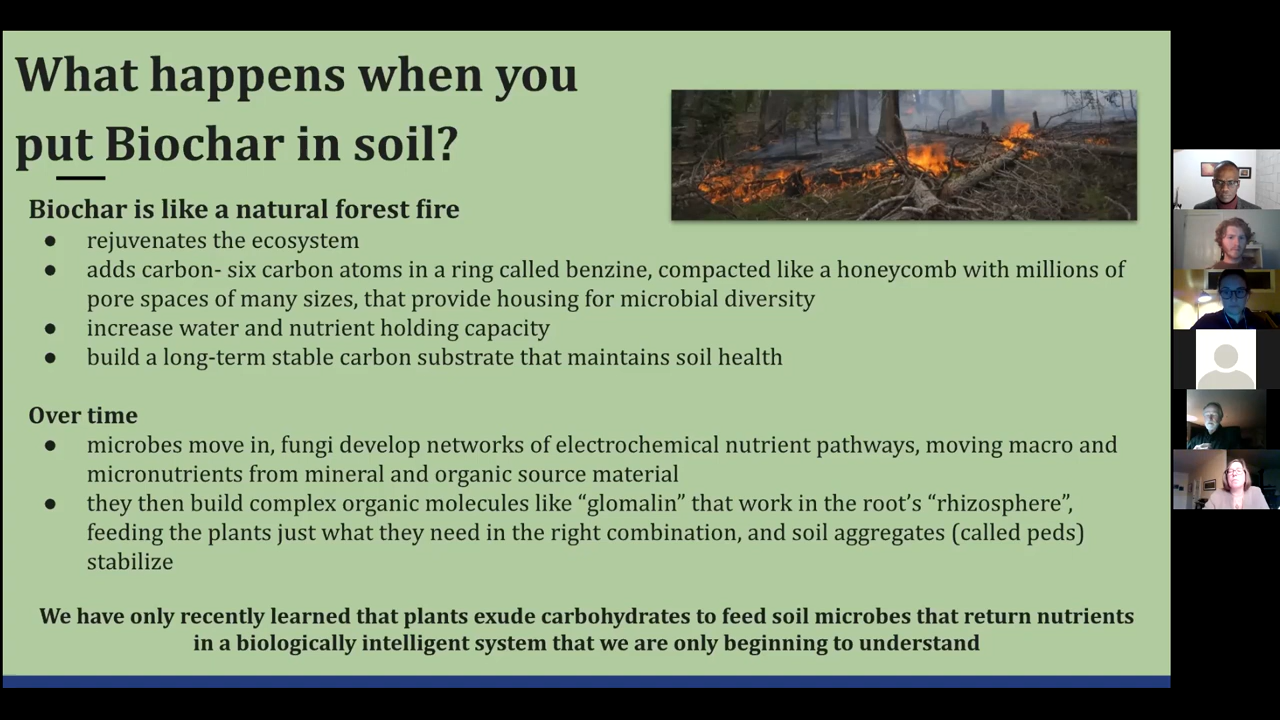 What happens when you
put Biochar in soil?
Biochar is like a natural forest fire
● rejuvenates the ecosystem
● adds carbon- six carbon atoms in a ring called benzine, compacted like a honeycomb with millions of
pore spaces of many sizes, that provide housing for microbial diversity
● increase water and nutrient holding capacity
● build a long-term stable carbon substrate that maintains soil health
Over time
● microbes move in, fungi develop networks of electrochemical nutrient pathways, moving macro and
micronutrients from mineral and organic source material
● they then build complex organic molecules like “glomalin” that work in the root’s “rhizosphere”,
feeding the plants just what they need in the right combination, and soil aggregates (called peds)
stabilize
We have only recently learned that plants exude carbohydrates to feed soil microbes that return nutrients
in a biologically intelligent system that we are only beginning to understand